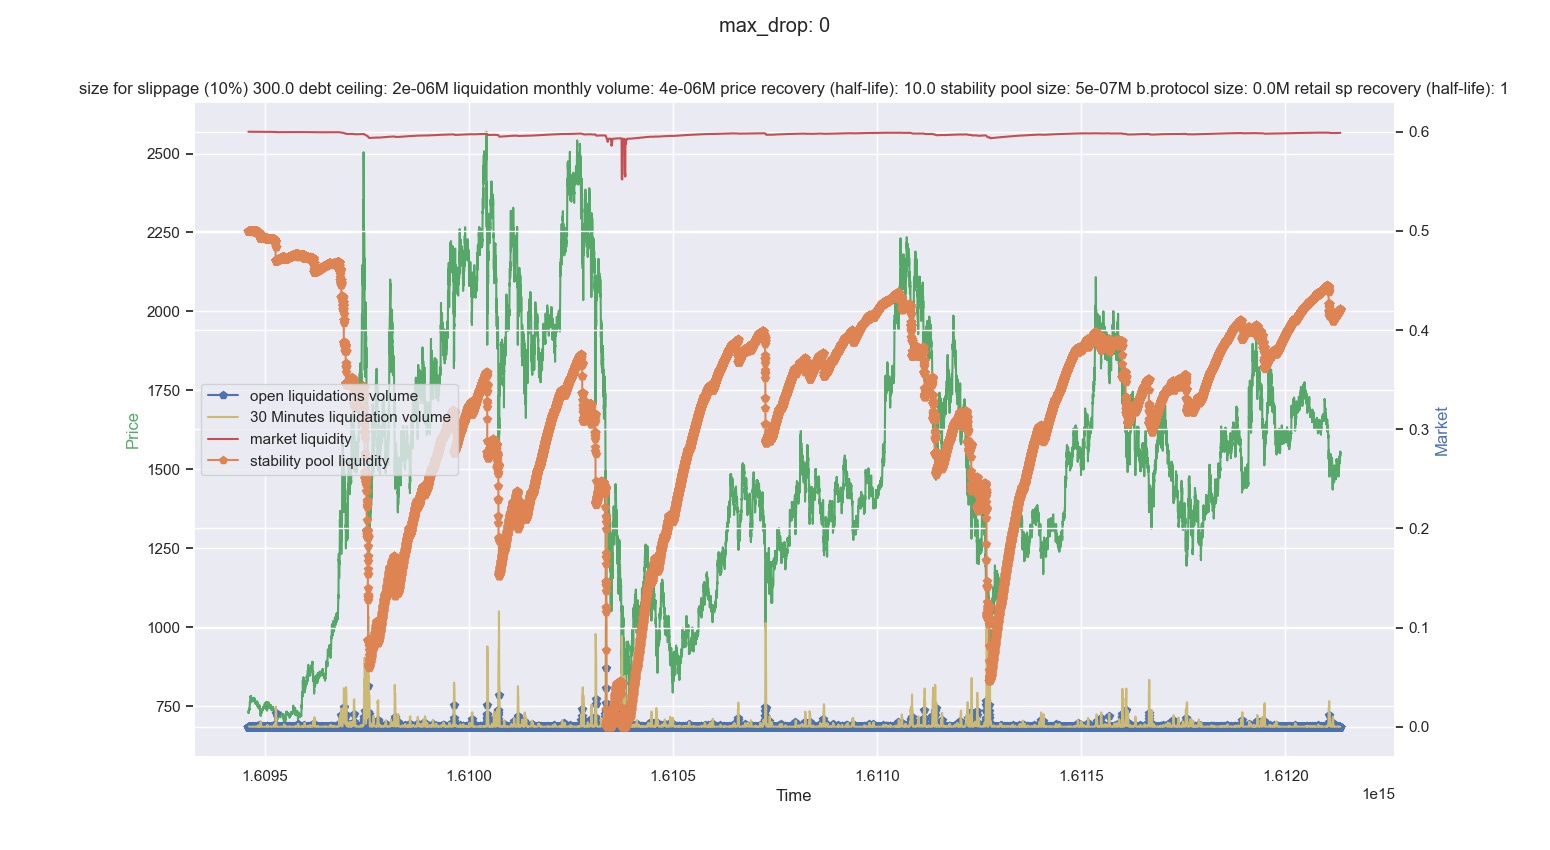 max_drop: 0
size for slippage (10%) 300.0 debt ceiling: 2e-06M liquidation monthly volume: 4e-06M price recovery (half-life): 10.0 stability pool size: 5e-07M b.protocol size: 0.0M retail sp recovery (half-life): 1
2500
2250
2000
1750
1500
1250
1000
750
Price
open liquidations volume
30 Minutes liquidation volume
market liquidity
stability pool liquidity
0.6
0.5
0.4
0.3
0.2
0.1
0.0
Market
1.6095
1.6100
1.6105
1.6110
1.6115
1.6120
Time
1e15